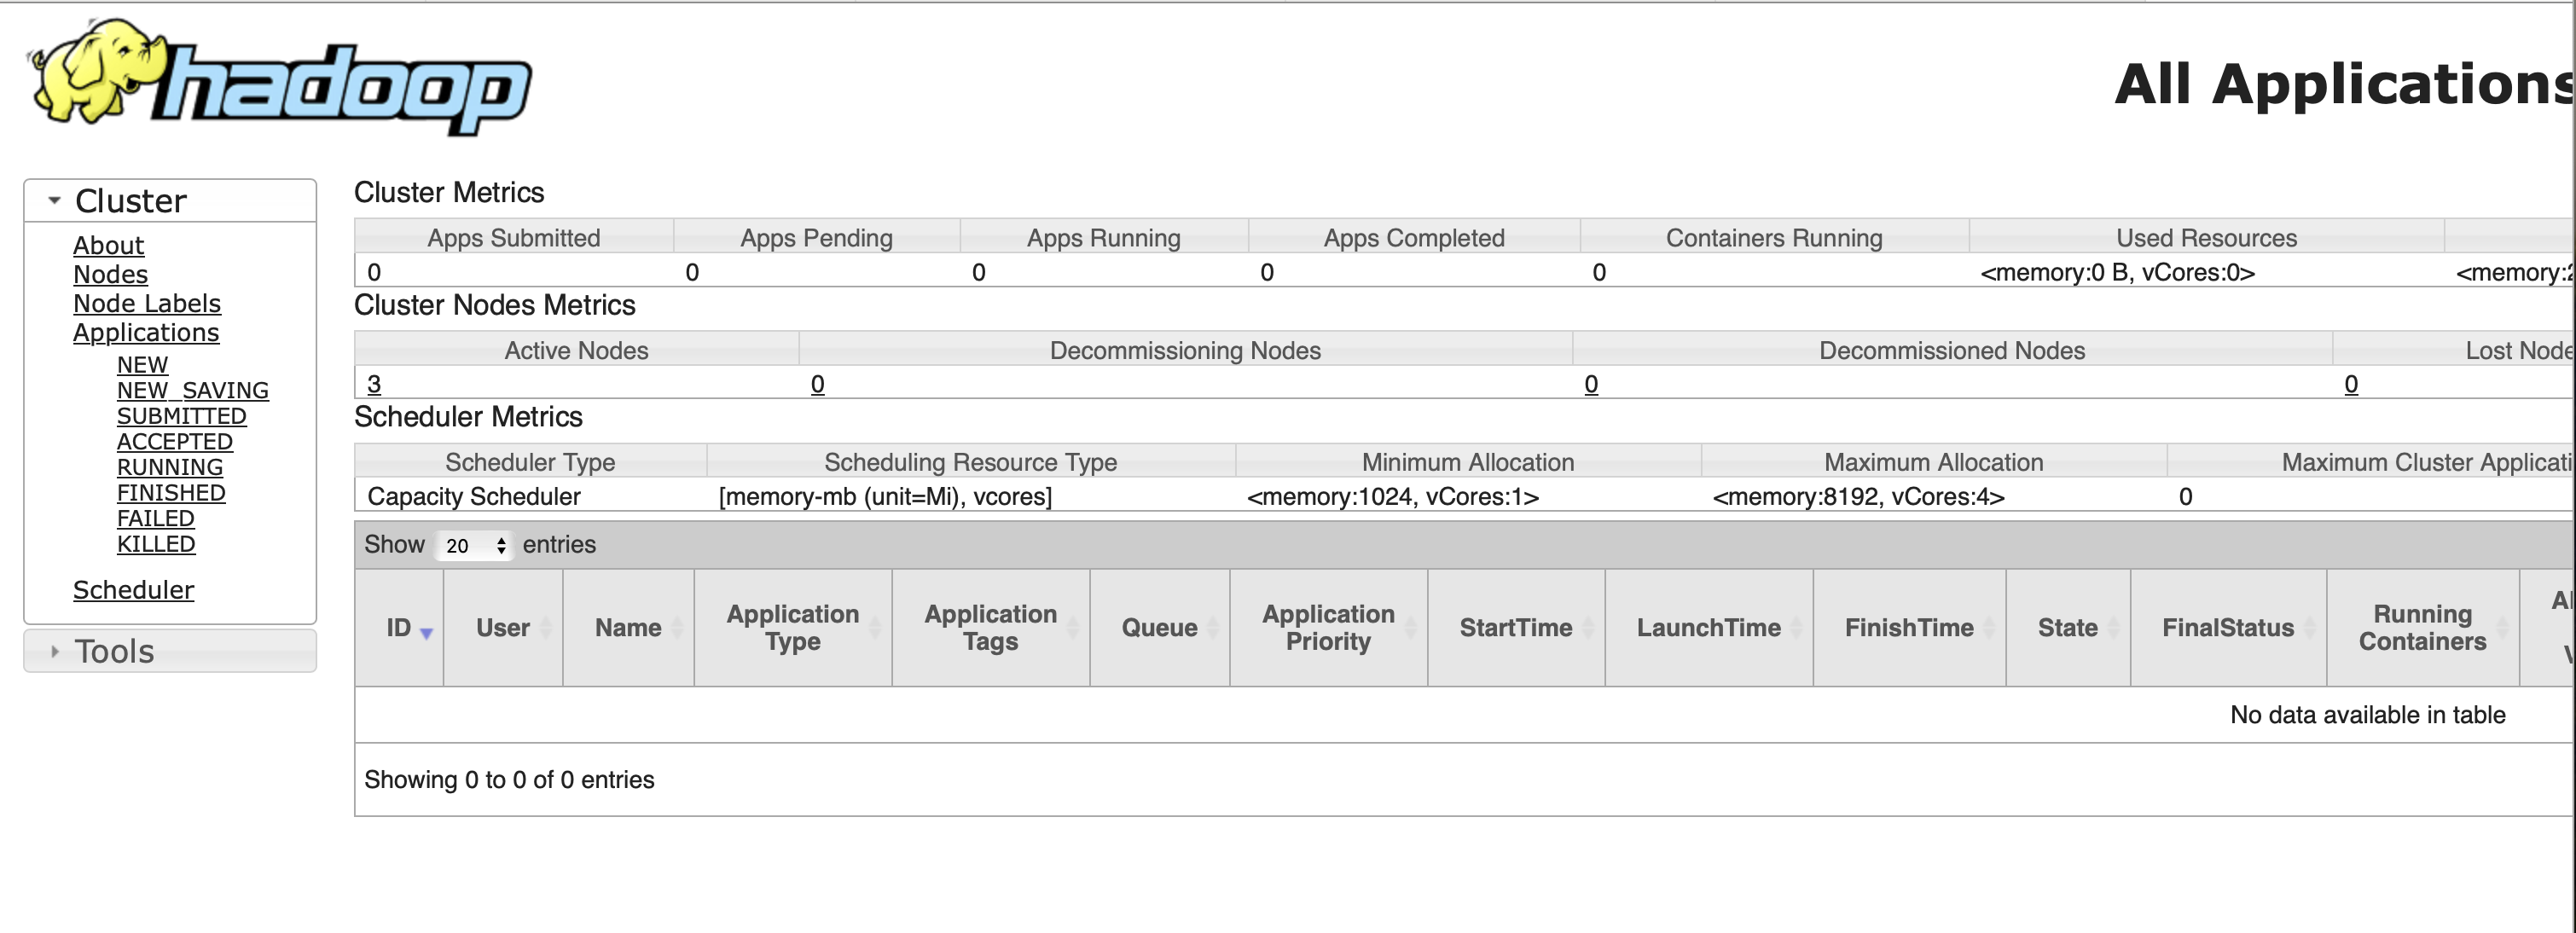 hadoop
All Applications
Cluster
About
Nodes
Node Labels
Applications
NEW
NEW_SAVING
SUBMITTED
ACCEPTED
RUNNING
FINISHED
FAILED
KILLED
Scheduler
Tools
Cluster Metrics
Apps Submitted Apps Pending Apps Running Apps Completed Containers Running Used Resources
0 0 0 0 0 <memory:0 B, vCores:0> <memory:2
Cluster Nodes Metrics
Active Nodes Decommissioning Nodes Decommissioned Nodes Lost Node
3 0 0 0
Scheduler Metrics
Scheduler Type Scheduling Resource Type Minimum Allocation Maximum Allocation Maximum Cluster Applicati
Capacity Scheduler [memory-mb (unit=Mi), vcores] <memory:1024, vCores:1> <memory:8192, vCores:4> 0
Show 20 entries
ID User Name Application Type Application Tags Queue Application Priority StartTime LaunchTime FinishTime State FinalStatus Running Containers
No data available in table
Showing 0 to 0 of 0 entries